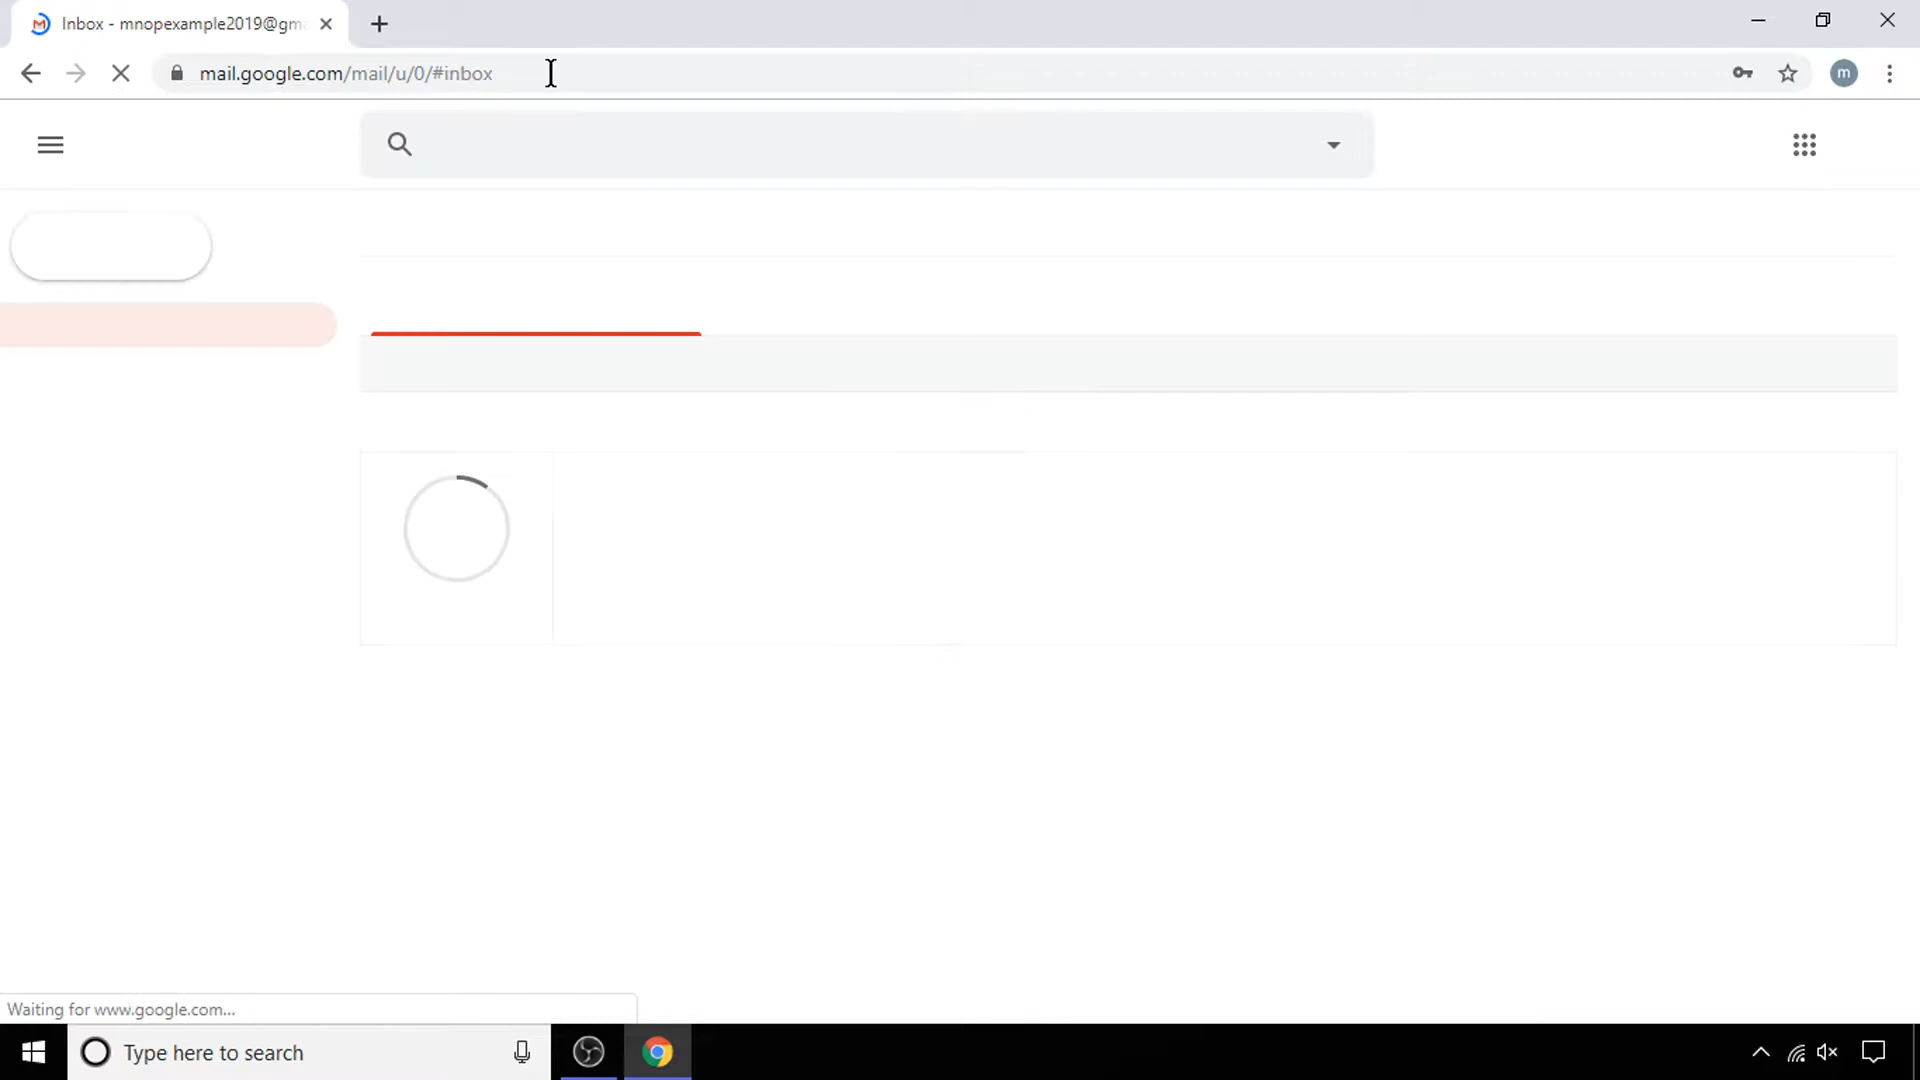 Inbox - mnopexample2019@gm
mail.google.com/mail/u/0/#inbox
m
Waiting for www.google.com...
Type here to search